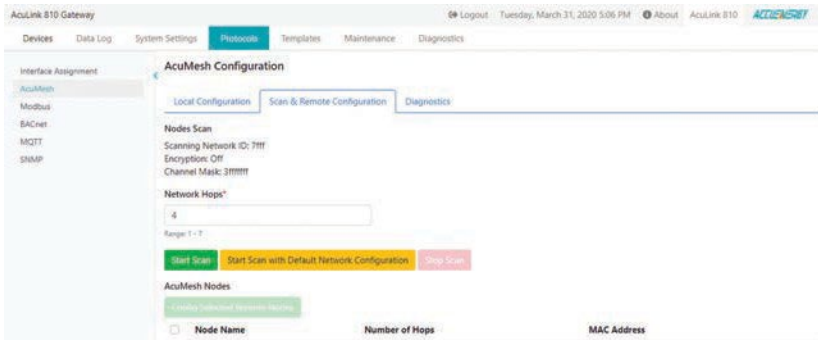 AcuLink 810 Gateway
Logout Tuesday, March 31, 2020 5:06 PM About AcuLink 810 ACCUENERGY
Devices Data Log System Settings Protocols Templates Maintenance Diagnostics
Interface Assignment
AcuMesh
Modbus
BACnet
MQTT
SNMP
AcuMesh Configuration
Local Configuration Scan & Remote Configuration Diagnostics
Nodes Scan
Scanning Network ID: 7fff
Encryption: Off
Channel Mask: 3ffffff
Network Hops*
4
Range: 1 - 7
Start Scan Start Scan with Default Network Configuration Stop Scan
AcuMesh Nodes
Node Name Number of Hops MAC Address